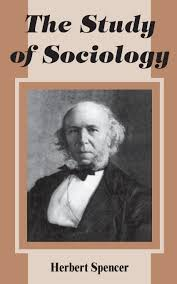 The Study
of Sociology
Herbert Spencer